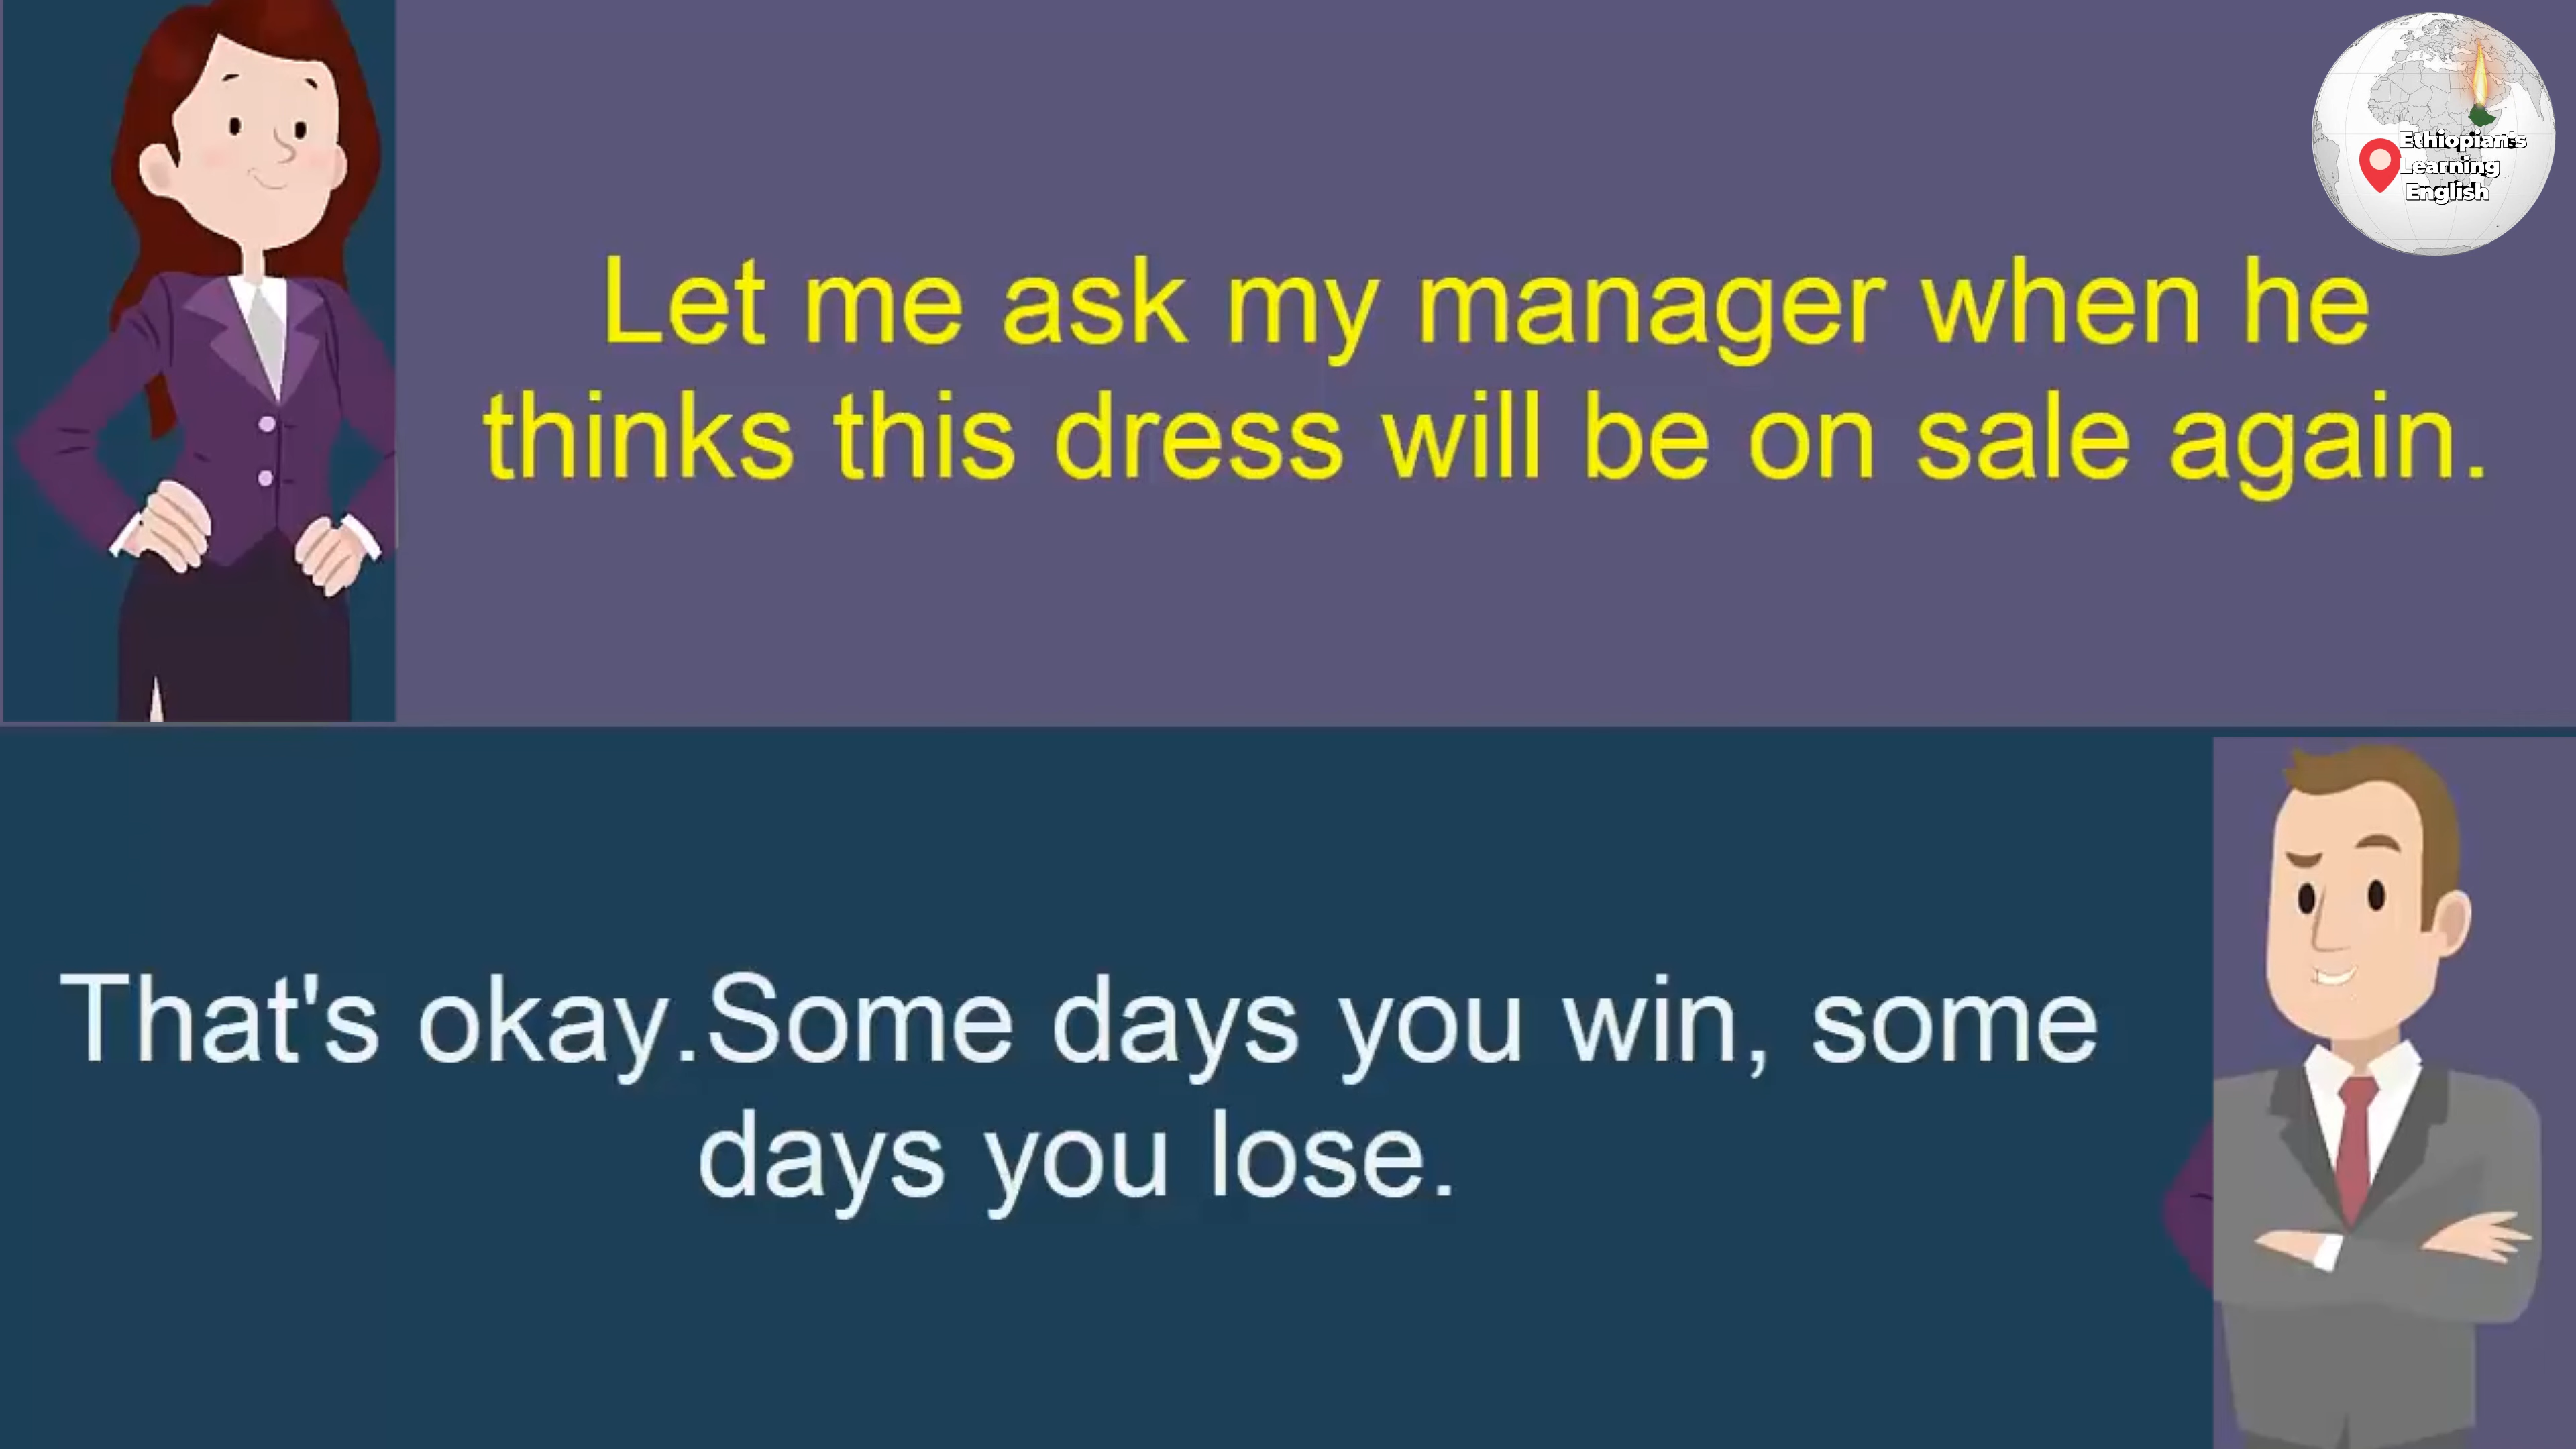 Ethiopian's
Learning
English
Let me ask my manager when he
thinks this dress will be on sale again.
That's okay.Some days you win, some
days you lose.